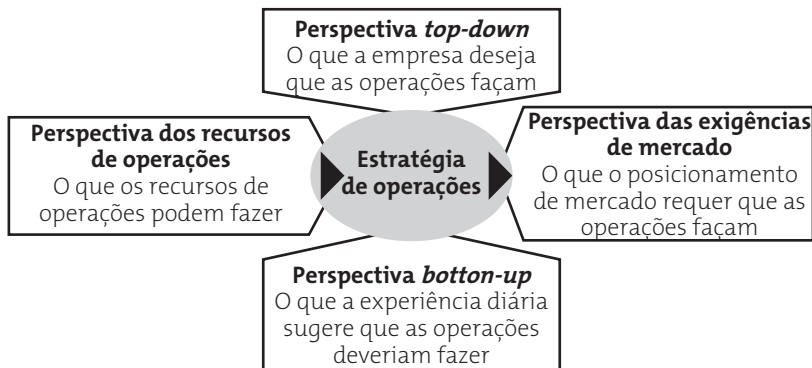 Perspectiva top-down
O que a empresa deseja
que as operações façam
Perspectiva dos recursos
de operações
O que os recursos de
operações podem fazer
Estratégia
de operações
Perspectiva das exigências
de mercado
O que o posicionamento
de mercado requer que as
operações façam
Perspectiva botton-up
O que a experiência diária
sugere que as operações
deveriam fazer